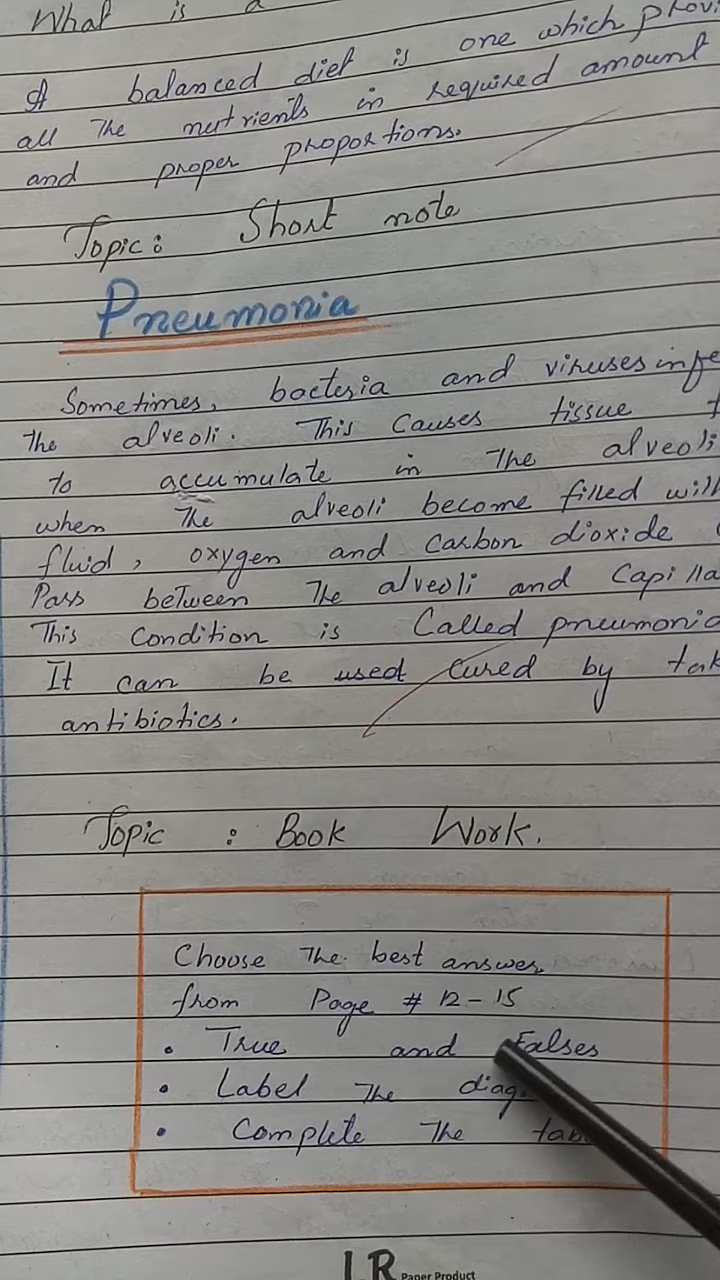 What is a
A balanced diet is one which provi
all the nutrients in required amount
and proper proportions.
Topic: Short note
Pneumonia
Sometimes, bacteria and viruses infe
the alveoli. This causes tissue f
to accumulate in the alveoli
when the alveoli become filled with
fluid, oxygen and carbon dioxide
Pass between the alveoli and capilla
This condition is called pneumonia
It can be used cured by tak
antibiotics.
Topic : Book Work.
Choose the best answer
from Page # 12-15
• True and Falses
• Label the diag
• Complete the tab
LR Paper Product